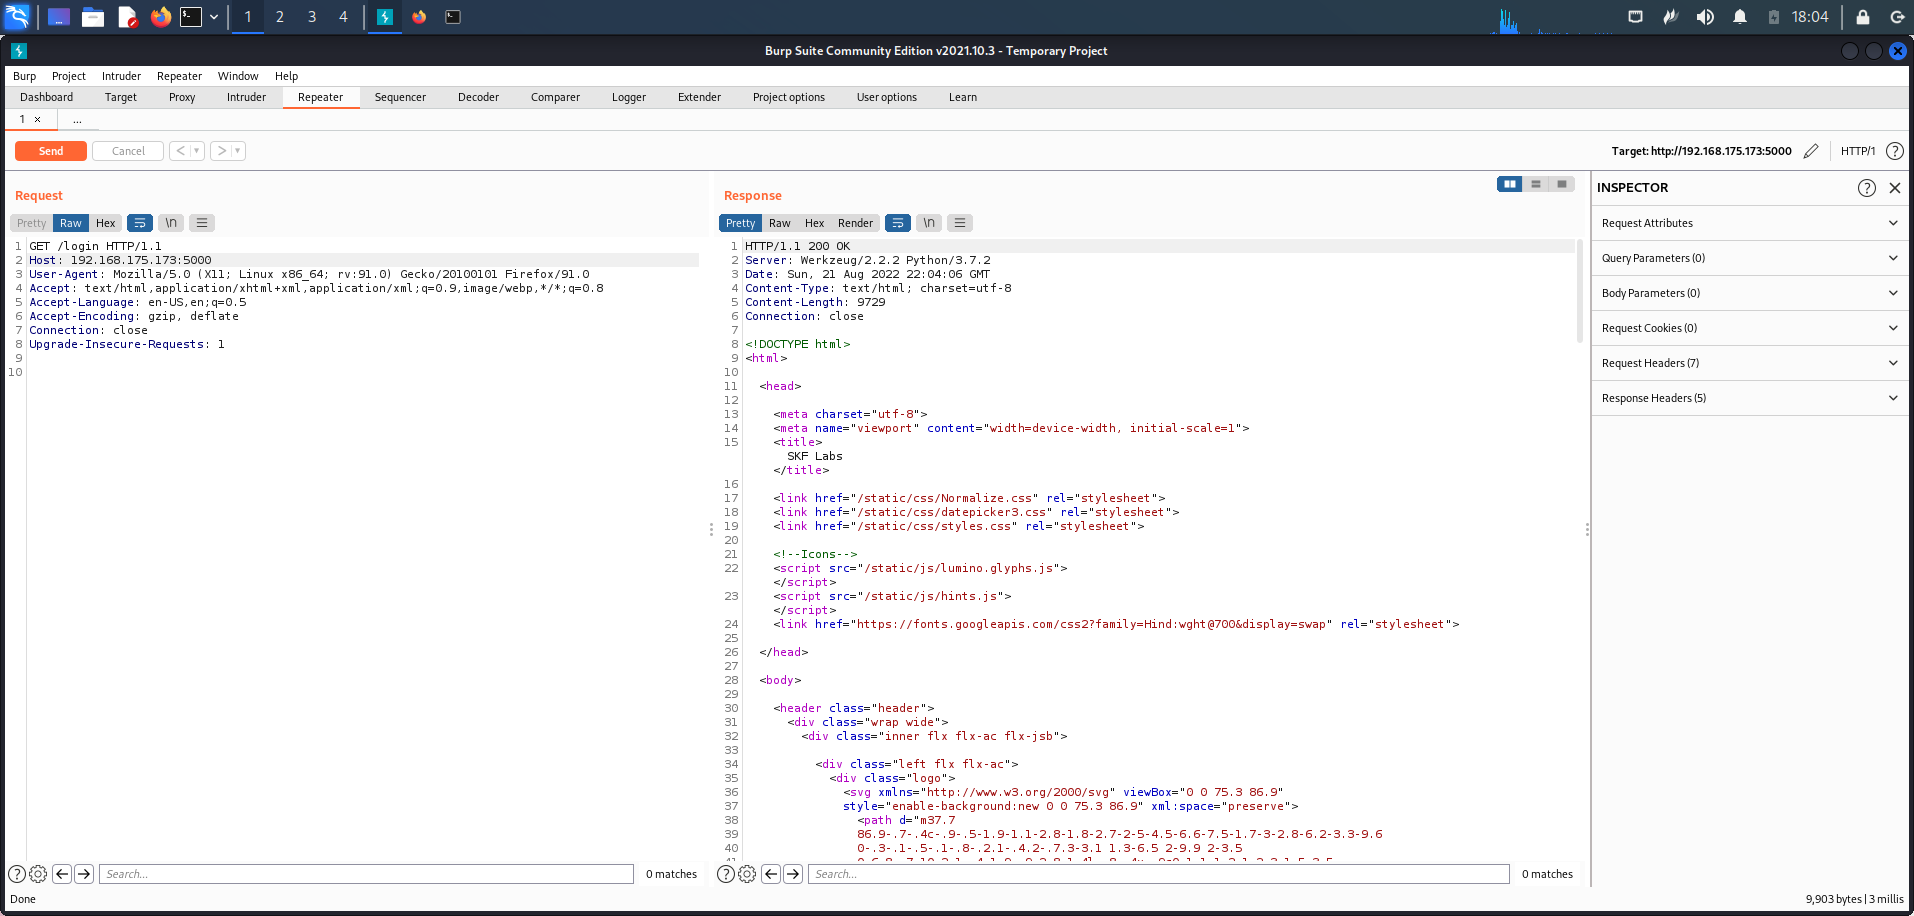 1 2 3 4 18:04
Burp Suite Community Edition v2021.10.3 - Temporary Project
Burp Project Intruder Repeater Window Help
Dashboard Target Proxy Intruder Repeater Sequencer Decoder Comparer Logger Extender Project options User options Learn
1 × ...
Send Cancel < > Target: http://192.168.175.173:5000 HTTP/1 ?
Request
Pretty Raw Hex \n
1 GET /login HTTP/1.1
2 Host: 192.168.175.173:5000
3 User-Agent: Mozilla/5.0 (X11; Linux x86_64; rv:91.0) Gecko/20100101 Firefox/91.0
4 Accept: text/html,application/xhtml+xml,application/xml;q=0.9,image/webp,*/*;q=0.8
5 Accept-Language: en-US,en;q=0.5
6 Accept-Encoding: gzip, deflate
7 Connection: close
8 Upgrade-Insecure-Requests: 1
9
10
? Search... 0 matches
Response
Pretty Raw Hex Render \n
1 HTTP/1.1 200 OK
2 Server: Werkzeug/2.2.2 Python/3.7.2
3 Date: Sun, 21 Aug 2022 22:04:06 GMT
4 Content-Type: text/html; charset=utf-8
5 Content-Length: 9729
6 Connection: close
7
8 <!DOCTYPE html>
9 <html>
10
11 <head>
12
13 <meta charset="utf-8">
14 <meta name="viewport" content="width=device-width, initial-scale=1">
15 <title>
SKF Labs
</title>
16
17 <link href="/static/css/Normalize.css" rel="stylesheet">
18 <link href="/static/css/datepicker3.css" rel="stylesheet">
19 <link href="/static/css/styles.css" rel="stylesheet">
20
21 <!--Icons-->
22 <script src="/static/js/lumino.glyphs.js">
</script>
23 <script src="/static/js/hints.js">
</script>
24 <link href="https://fonts.googleapis.com/css2?family=Hind:wght@700&display=swap" rel="stylesheet">
25
26 </head>
27
28 <body>
29
30 <header class="header">
31 <div class="wrap wide">
32 <div class="inner flx flx-ac flx-jsb">
33
34 <div class="left flx flx-ac">
35 <div class="logo">
36 <svg xmlns="http://www.w3.org/2000/svg" viewBox="0 0 75.3 86.9"
37 style="enable-background:new 0 0 75.3 86.9" xml:space="preserve">
38 <path d="m37.7
39 86.9-.7-.4c-.9-.5-1.9-1.1-2.8-1.8-2.7-2-5-4.5-6.6-7.5-1.7-3-2.8-6.2-3.3-9.6
40 0-.3-.1-.5-.1-.8-.2.1-.4.2-.7.3-3.1 1.3-6.5 2-9.9 2-3.5
? Search... 0 matches
INSPECTOR ?
Request Attributes
Query Parameters (0)
Body Parameters (0)
Request Cookies (0)
Request Headers (7)
Response Headers (5)
Done 9,903 bytes | 3 millis